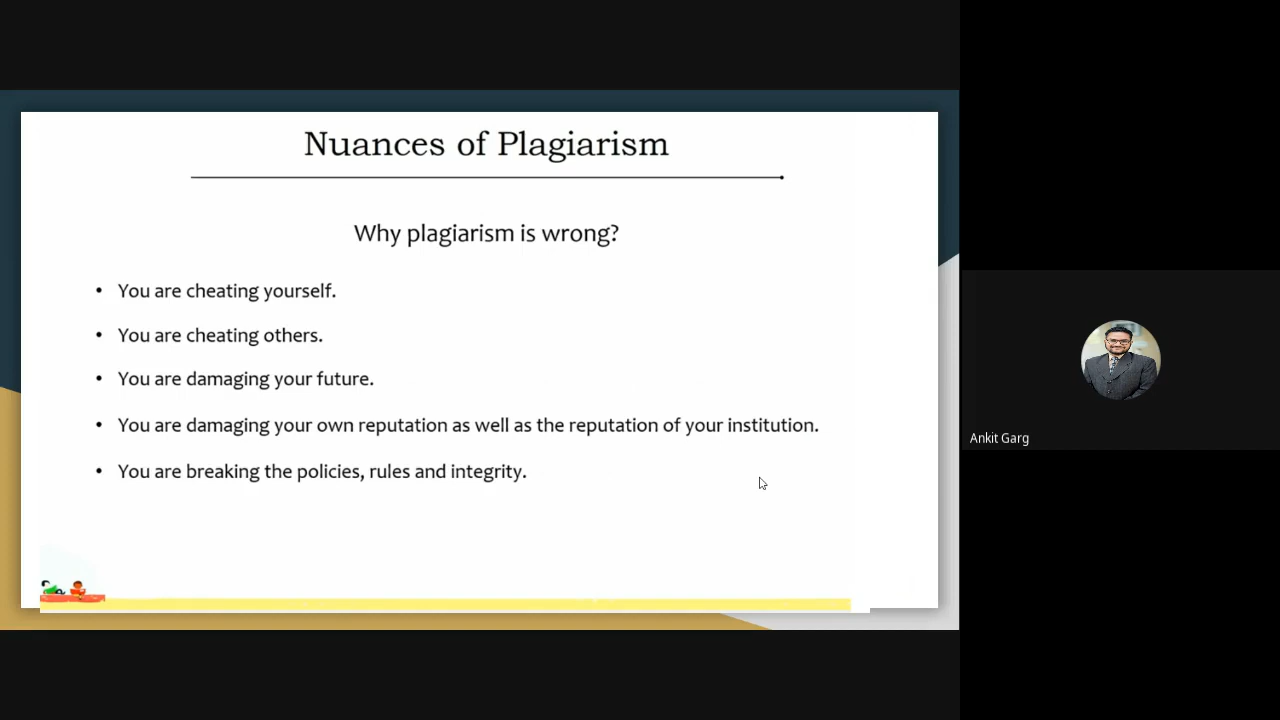 Nuances of Plagiarism
Why plagiarism is wrong?
• You are cheating yourself.
• You are cheating others.
• You are damaging your future.
• You are damaging your own reputation as well as the reputation of your institution.
• You are breaking the policies, rules and integrity.
Ankit Garg